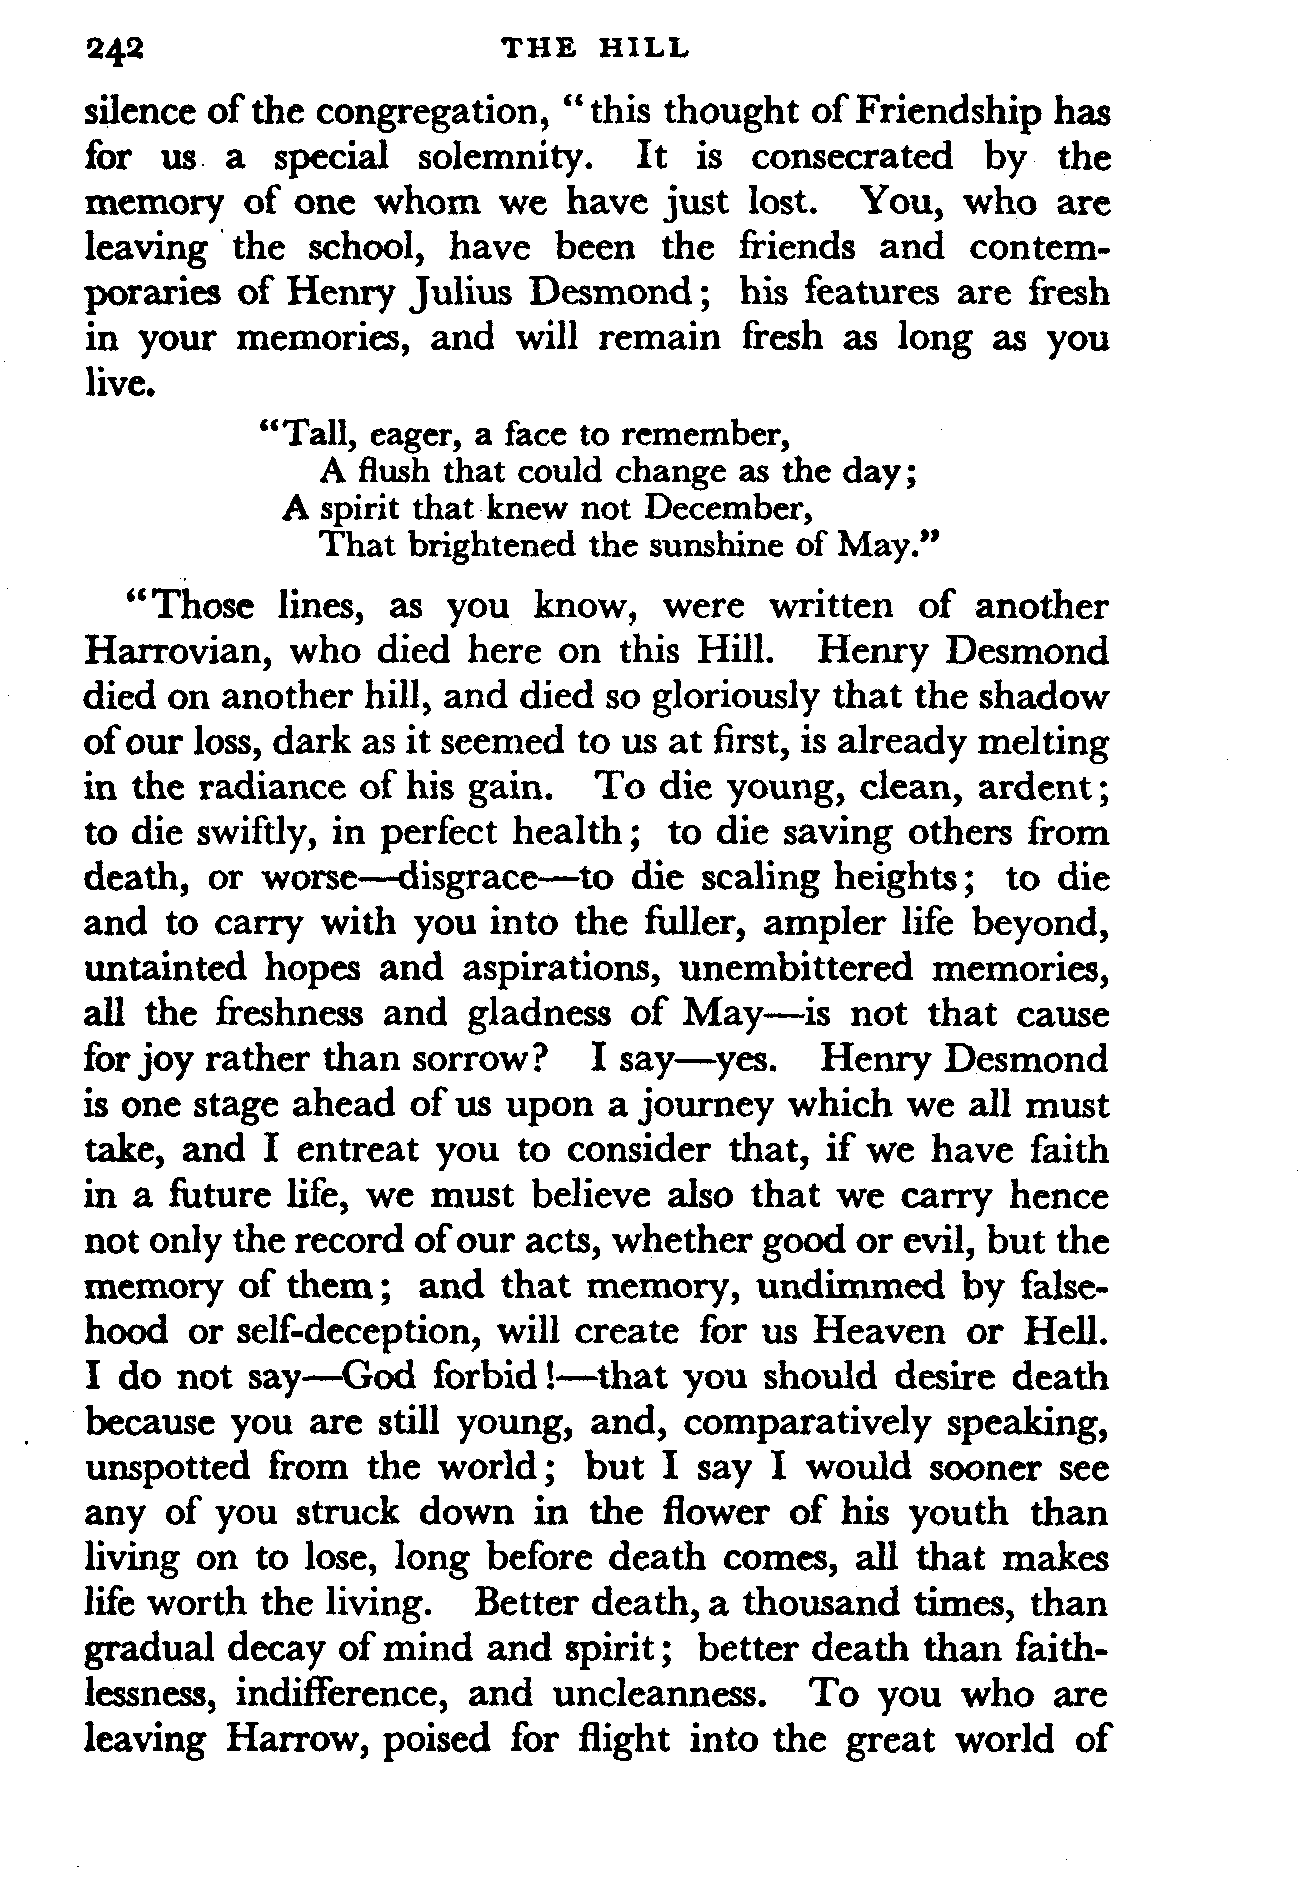 242 THE HILL
silence of the congregation, “this thought of Friendship has
for us a special solemnity. It is consecrated by the
memory of one whom we have just lost. You, who are
leaving the school, have been the friends and contem-
poraries of Henry Julius Desmond; his features are fresh
in your memories, and will remain fresh as long as you
live.
“Tall, eager, a face to remember,
A flush that could change as the day;
A spirit that knew not December,
That brightened the sunshine of May.”
“Those lines, as you know, were written of another
Harrovian, who died here on this Hill. Henry Desmond
died on another hill, and died so gloriously that the shadow
of our loss, dark as it seemed to us at first, is already melting
in the radiance of his gain. To die young, clean, ardent;
to die swiftly, in perfect health; to die saving others from
death, or worse—disgrace—to die scaling heights; to die
and to carry with you into the fuller, ampler life beyond,
untainted hopes and aspirations, unembittered memories,
all the freshness and gladness of May—is not that cause
for joy rather than sorrow? I say—yes. Henry Desmond
is one stage ahead of us upon a journey which we all must
take, and I entreat you to consider that, if we have faith
in a future life, we must believe also that we carry hence
not only the record of our acts, whether good or evil, but the
memory of them; and that memory, undimmed by false-
hood or self-deception, will create for us Heaven or Hell.
I do not say—God forbid!—that you should desire death
because you are still young, and, comparatively speaking,
unspotted from the world; but I say I would sooner see
any of you struck down in the flower of his youth than
living on to lose, long before death comes, all that makes
life worth the living. Better death, a thousand times, than
gradual decay of mind and spirit; better death than faith-
lessness, indifference, and uncleanness. To you who are
leaving Harrow, poised for flight into the great world of